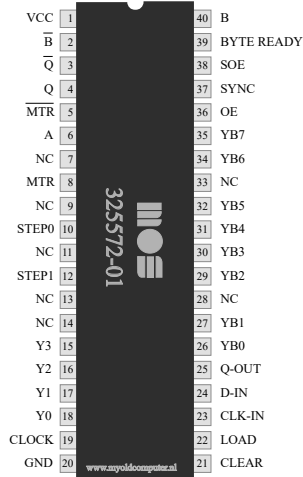 VCC 1 40 B
B̅ 2 39 BYTE READY
Q̅ 3 38 SOE
Q 4 37 SYNC
M̅T̅R̅ 5 36 OE
A 6 35 YB7
NC 7 34 YB6
MTR 8 33 NC
NC 9 32 YB5
STEP0 10 31 YB4
NC 11 30 YB3
STEP1 12 29 YB2
NC 13 28 NC
NC 14 27 YB1
Y3 15 26 YB0
Y2 16 25 Q-OUT
Y1 17 24 D-IN
Y0 18 23 CLK-IN
CLOCK 19 22 LOAD
GND 20 21 CLEAR
mos
325572-01
www.myoldcomputer.nl